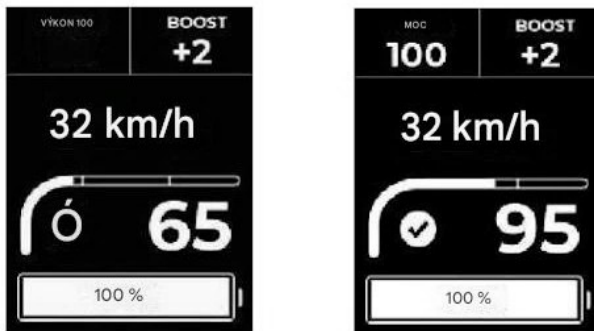 VÝKON 100
BOOST
+2
32 km/h
Ó
65
100 %
MOC
100
BOOST
+2
32 km/h
95
100 %